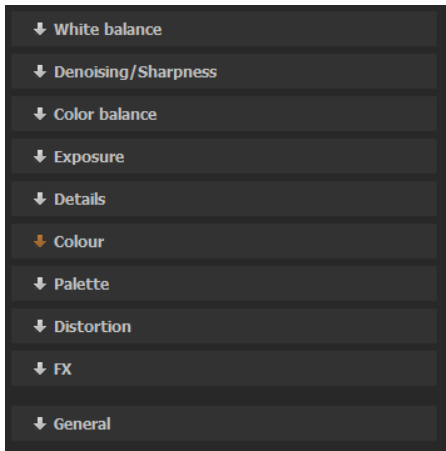 White balance
Denoising/Sharpness
Color balance
Exposure
Details
Colour
Palette
Distortion
FX
General